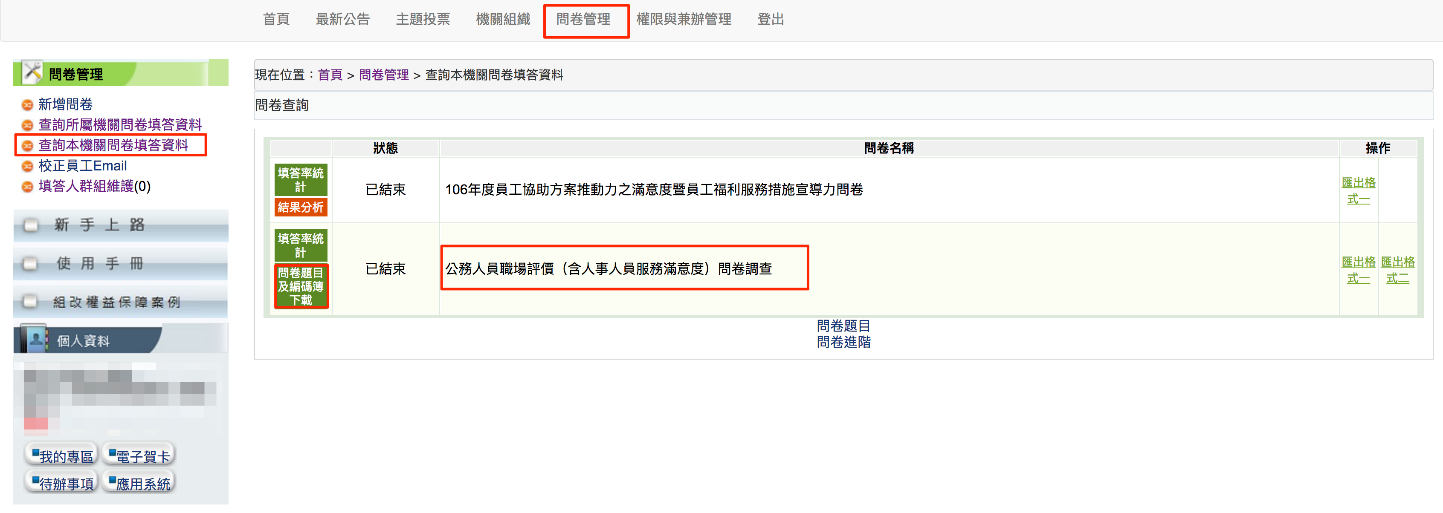 首頁 最新公告 主題投票 機關組織 問卷管理 權限與兼辦管理 登出
問卷管理
新增問卷
查詢所屬機關問卷填答資料
查詢本機關問卷填答資料
校正員工Email
填答人群組維護(0)
新手上路
使用手冊
組改權益保障案例
個人資料
我的專區 電子賀卡
待辦事項 應用系統
現在位置：首頁 > 問卷管理 > 查詢本機關問卷填答資料
問卷查詢
狀態 問卷名稱 操作
填答率統
計
結果分析
已結束
106年度員工協助方案推動力之滿意度暨員工福利服務措施宣導力問卷
匯出格
式一
填答率統
計
問卷題目
及編碼簿
下載
已結束
公務人員職場評價（含人事人員服務滿意度）問卷調查
匯出格
式一
匯出格
式二
問卷題目
問卷進階